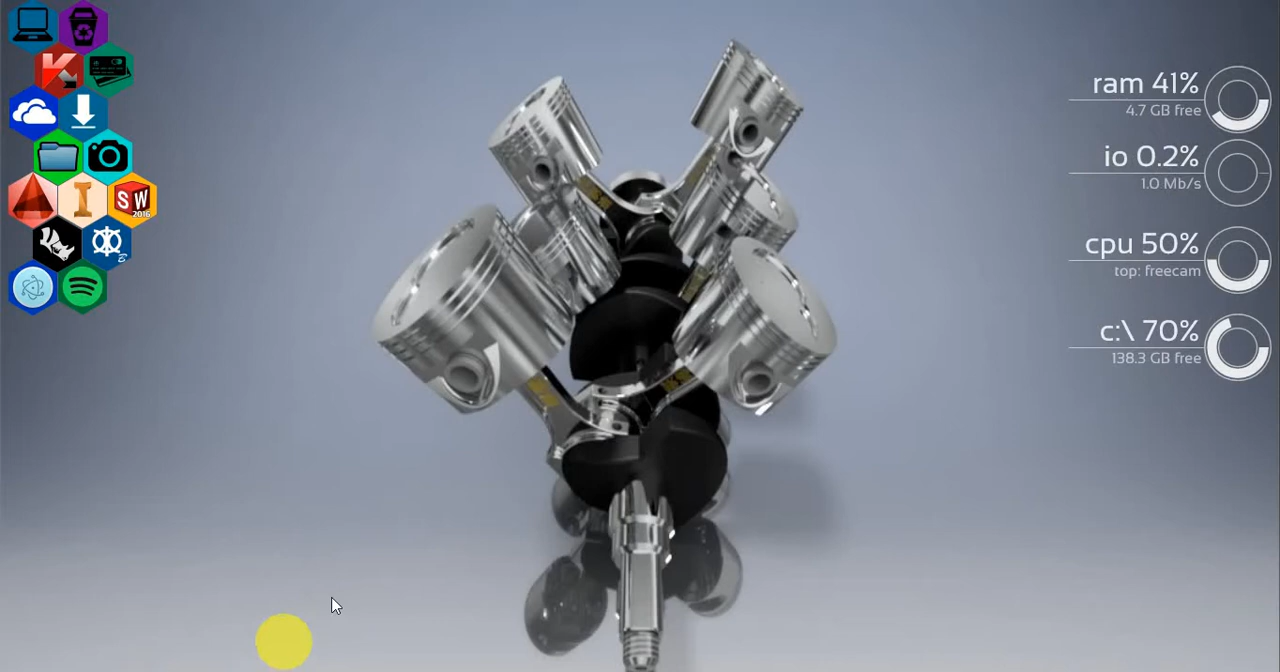 SW
2016
ram 41%
4.7 GB free
io 0.2%
1.0 Mb/s
cpu 50%
top: freecam
c:\ 70%
138.3 GB free